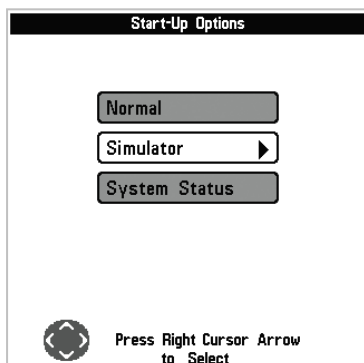 Start-Up Options
Normal
Simulator
System Status
Press Right Cursor Arrow
to Select